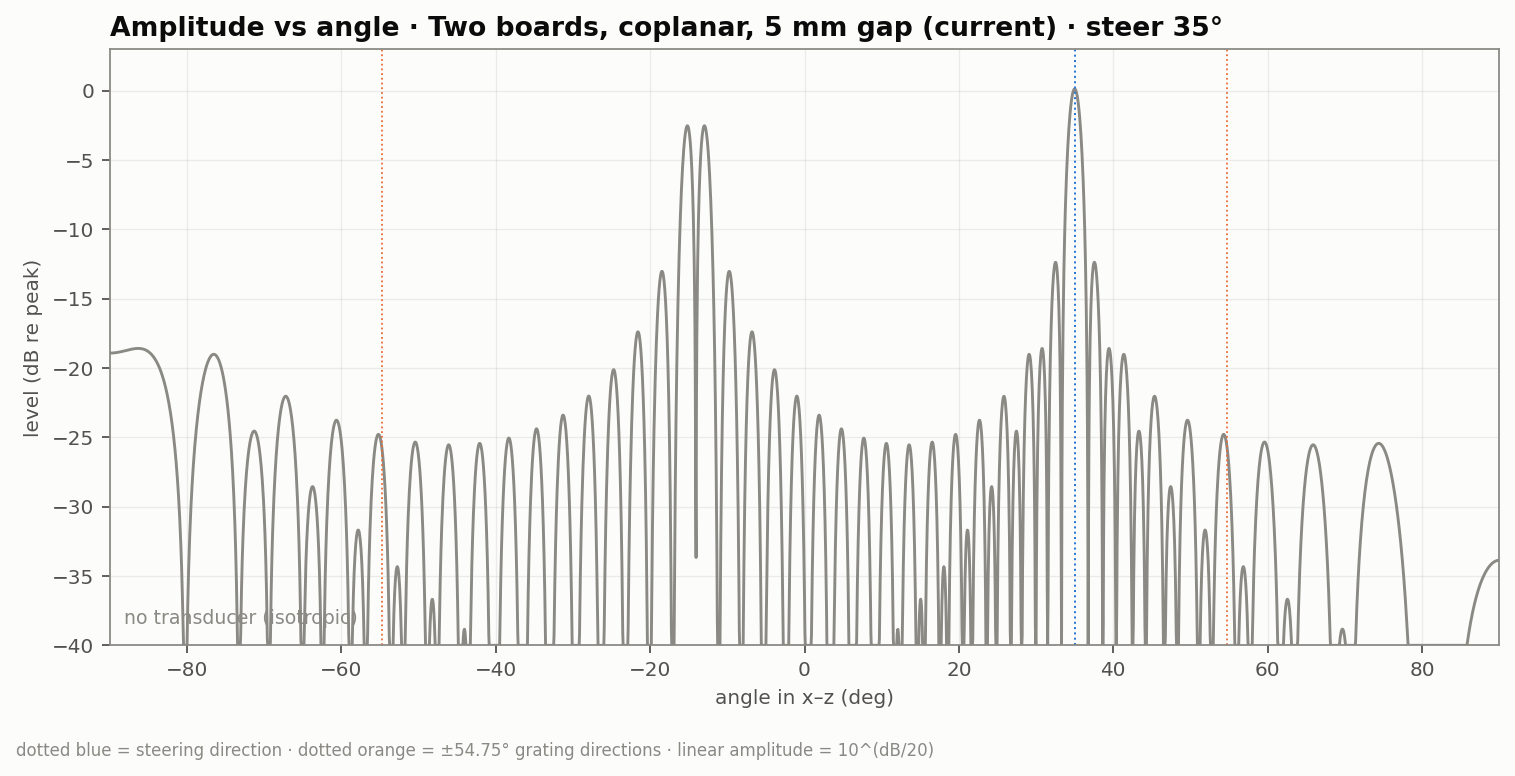 Amplitude vs angle · Two boards, coplanar, 5 mm gap (current) · steer 35°
0
−5
−10
−15
−20
−25
−30
−35
−40
level (dB re peak)
no transducer (isotropic)
−80 −60 −40 −20 0 20 40 60 80
angle in x–z (deg)
dotted blue = steering direction · dotted orange = ±54.75° grating directions · linear amplitude = 10^(dB/20)